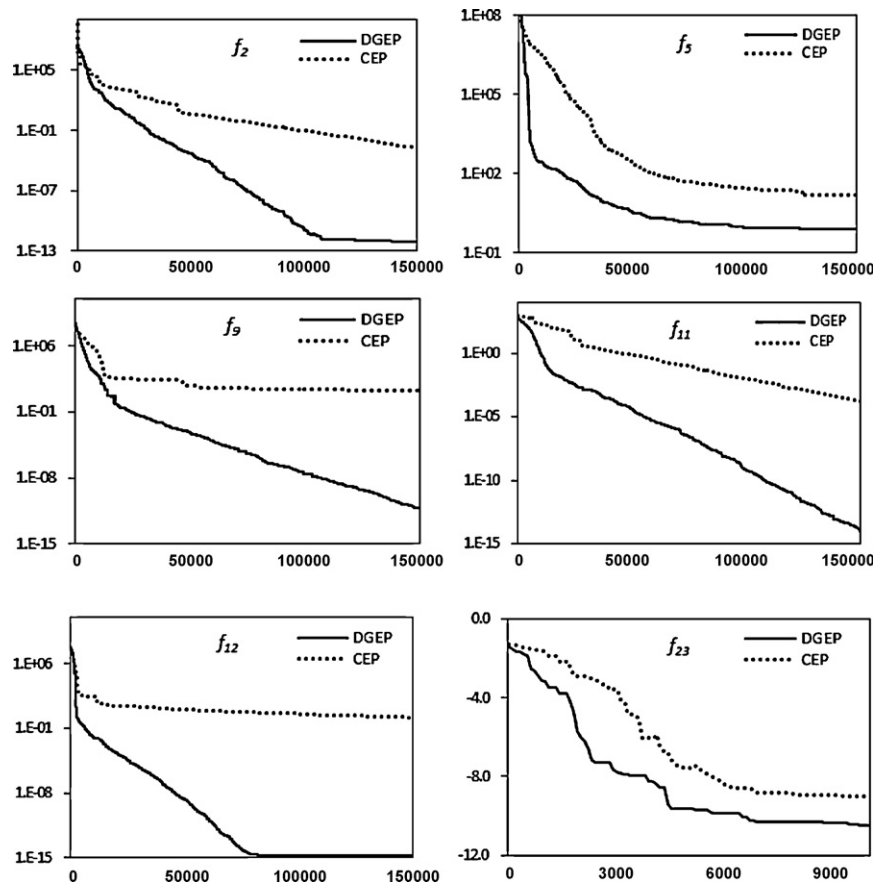 f2
DGEP
CEP
1.E+05
1.E-01
1.E-07
1.E-13
0 50000 100000 150000
f5
DGEP
CEP
1.E+08
1.E+05
1.E+02
1.E-01
0 50000 100000 150000
f9
DGEP
CEP
1.E+06
1.E-01
1.E-08
1.E-15
0 50000 100000 150000
f11
DGEP
CEP
1.E+00
1.E-05
1.E-10
1.E-15
0 50000 100000 150000
f12
DGEP
CEP
1.E+06
1.E-01
1.E-08
1.E-15
0 50000 100000 150000
f23
DGEP
CEP
0.0
-4.0
-8.0
-12.0
0 3000 6000 9000